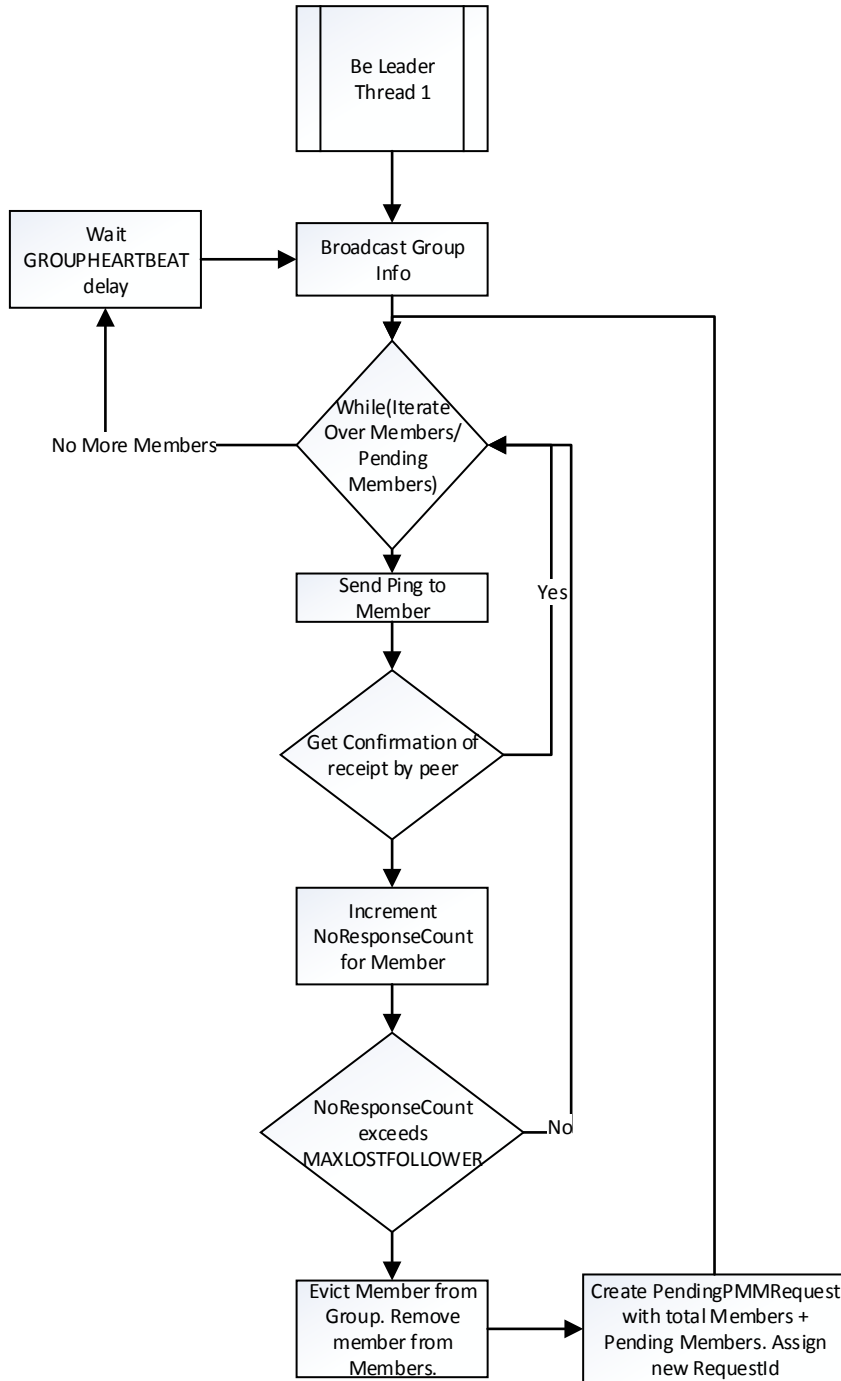 Be Leader
Thread 1
Wait
GROUPHEARTBEAT
delay
Broadcast Group
Info
While(Iterate
Over Members/
Pending
Members)
No More Members
Send Ping to
Member
Yes
Get Confirmation of
receipt by peer
Increment
NoResponseCount
for Member
NoResponseCount
exceeds
MAXLOSTFOLLOWER
No
Evict Member from
Group. Remove
member from
Members.
Create PendingPMMRequest
with total Members +
Pending Members. Assign
new RequestId